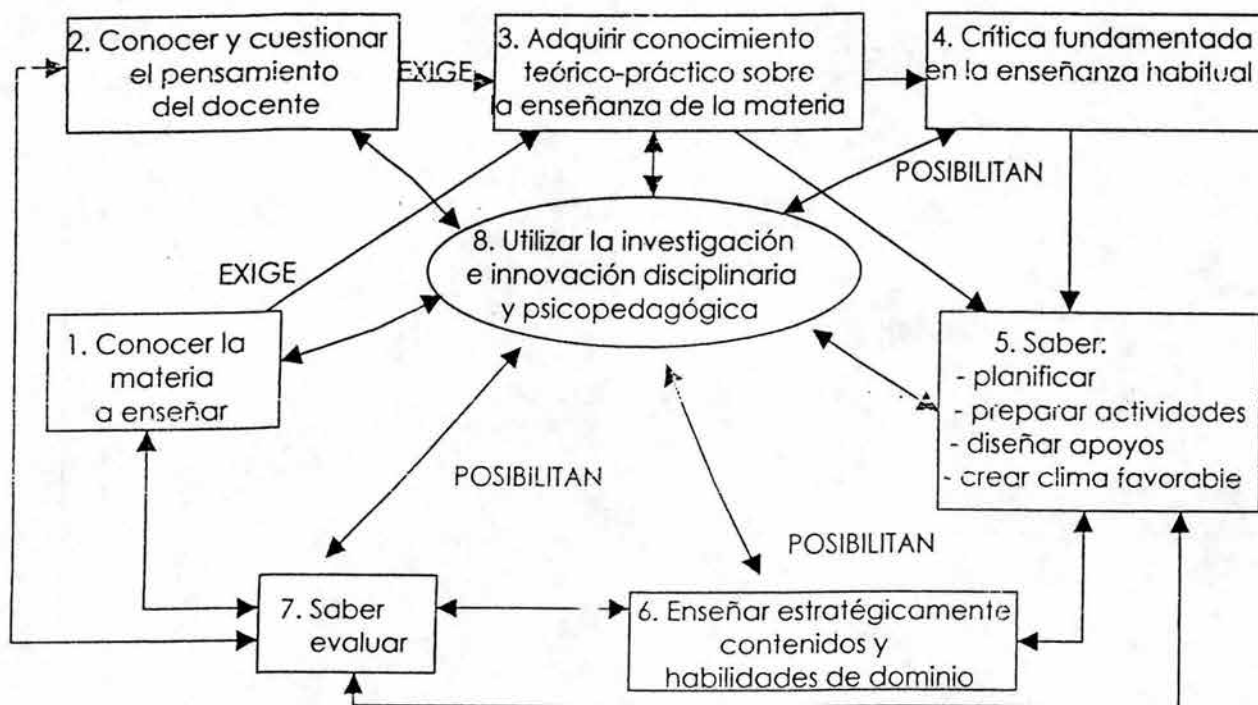 2. Conocer y cuestionar
el pensamiento
del docente
EXIGE
3. Adquirir conocimiento
teórico-práctico sobre
la enseñanza de la materia
4. Crítica fundamentada
en la enseñanza habitual
POSIBILITAN
8. Utilizar la investigación
e innovación disciplinaria
y psicopedagógica
EXIGE
1. Conocer la
materia
a enseñar
5. Saber:
- planificar
- preparar actividades
- diseñar apoyos
- crear clima favorable
POSIBILITAN
POSIBILITAN
7. Saber
evaluar
6. Enseñar estratégicamente
contenidos y
habilidades de dominio